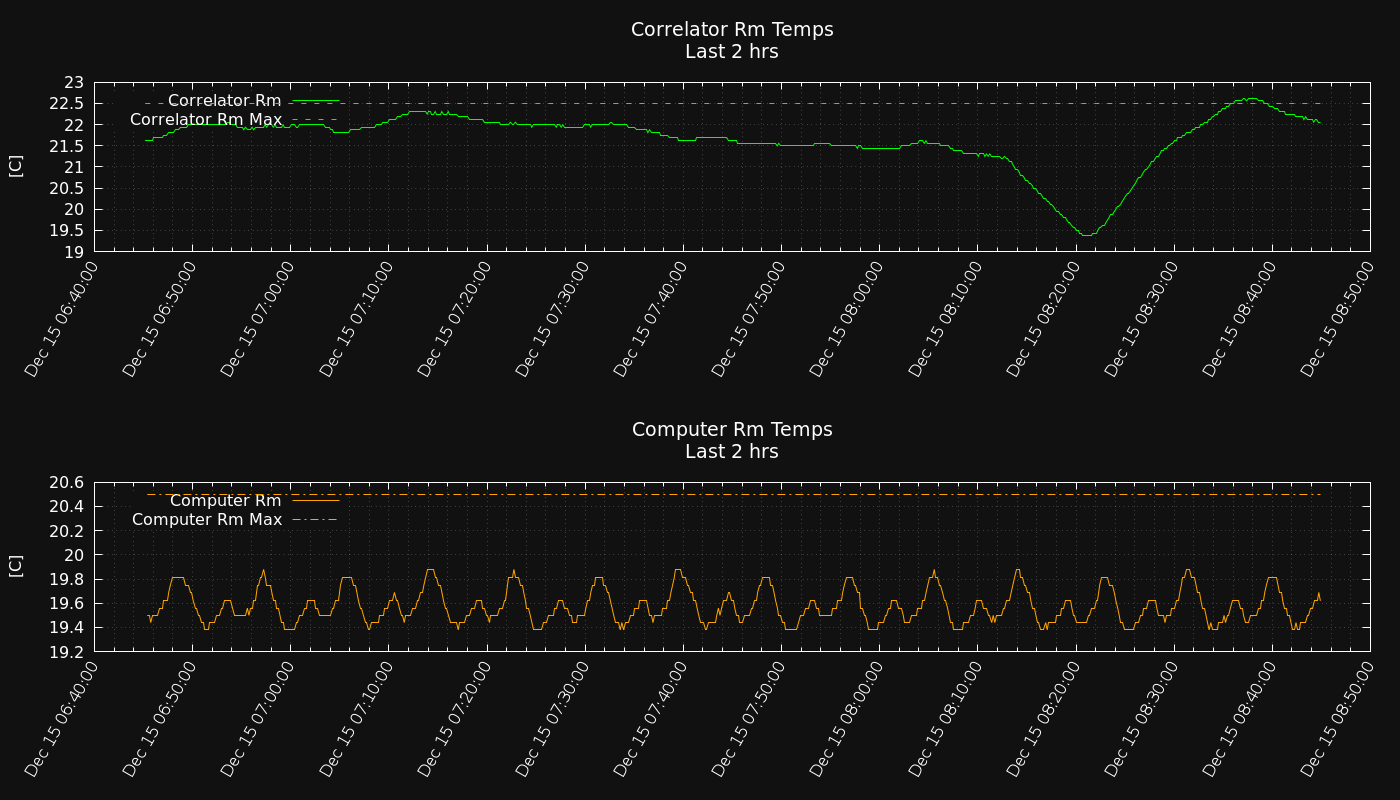 Correlator Rm Temps
Last 2 hrs
23
22.5
22
21.5
21
20.5
20
19.5
19
[C]
Correlator Rm
Correlator Rm Max
Dec 15 06:40:00
Dec 15 06:50:00
Dec 15 07:00:00
Dec 15 07:10:00
Dec 15 07:20:00
Dec 15 07:30:00
Dec 15 07:40:00
Dec 15 07:50:00
Dec 15 08:00:00
Dec 15 08:10:00
Dec 15 08:20:00
Dec 15 08:30:00
Dec 15 08:40:00
Dec 15 08:50:00
Computer Rm Temps
Last 2 hrs
20.6
20.4
20.2
20
19.8
19.6
19.4
19.2
[C]
Computer Rm
Computer Rm Max
Dec 15 06:40:00
Dec 15 06:50:00
Dec 15 07:00:00
Dec 15 07:10:00
Dec 15 07:20:00
Dec 15 07:30:00
Dec 15 07:40:00
Dec 15 07:50:00
Dec 15 08:00:00
Dec 15 08:10:00
Dec 15 08:20:00
Dec 15 08:30:00
Dec 15 08:40:00
Dec 15 08:50:00